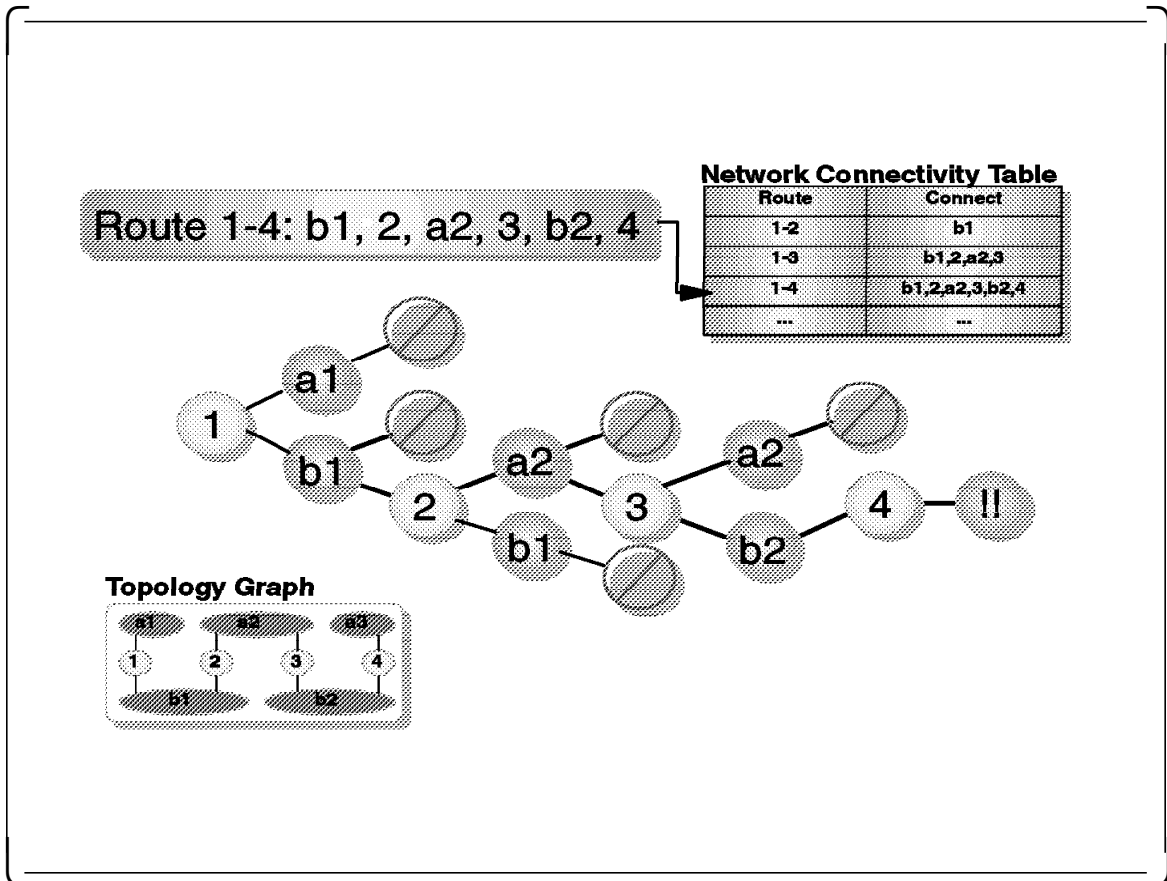 Network Connectivity Table
Route Connect
1-2 b1
1-3 b1,2,a2,3
1-4 b1,2,a2,3,b2,4
... ...
Route 1-4: b1, 2, a2, 3, b2, 4
a1
1
b1
a2
a2
2
3
4
!!
b1
b2
Topology Graph
a1 a2 a3
1 2 3 4
b1 b2